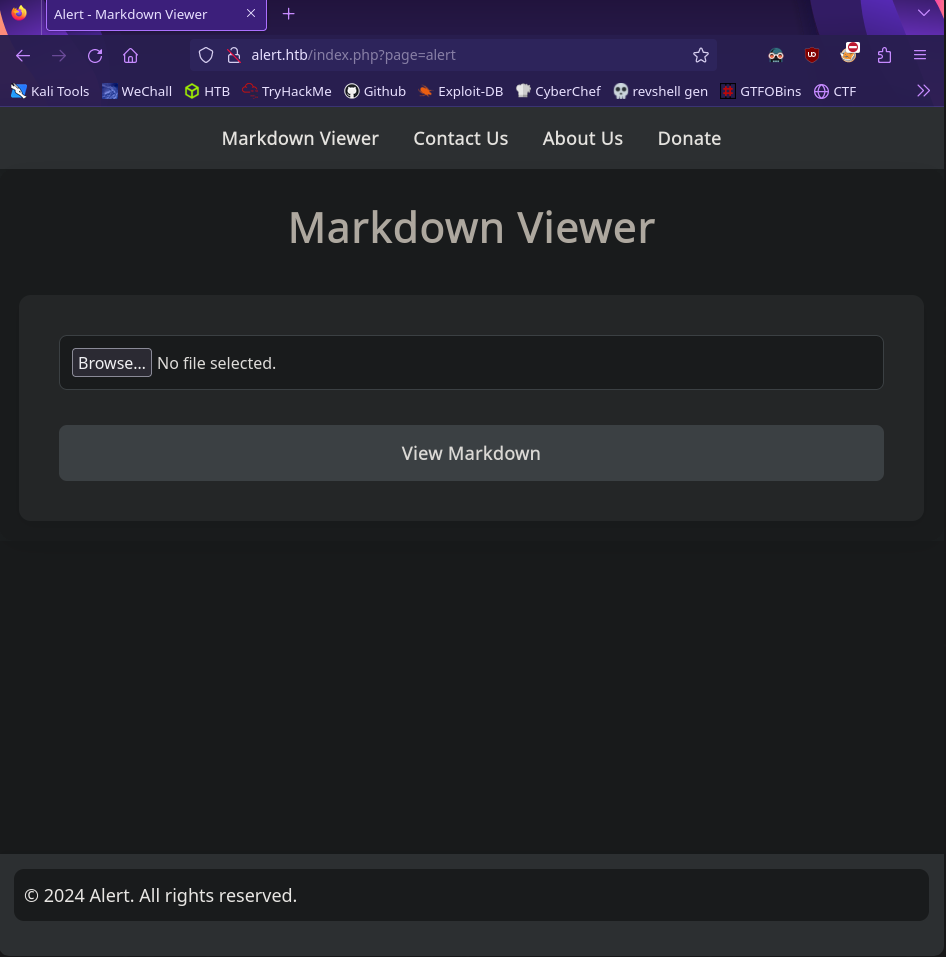 Alert - Markdown Viewer
alert.htb/index.php?page=alert
Kali Tools WeChall HTB TryHackMe Github Exploit-DB CyberChef revshell gen GTFOBins CTF
Markdown Viewer Contact Us About Us Donate
Markdown Viewer
Browse... No file selected.
View Markdown
© 2024 Alert. All rights reserved.